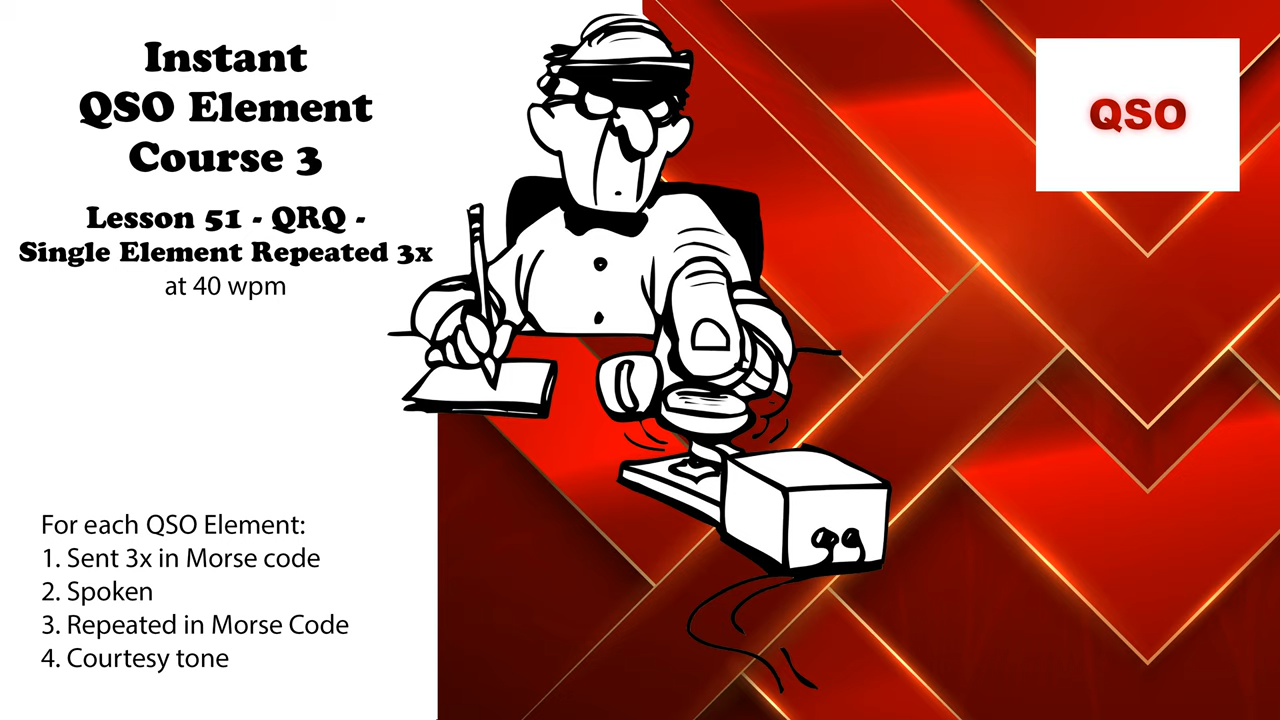 Instant
QSO Element
Course 3
Lesson 51 - QRQ -
Single Element Repeated 3x
at 40 wpm
QSO
For each QSO Element:
1. Sent 3x in Morse code
2. Spoken
3. Repeated in Morse Code
4. Courtesy tone